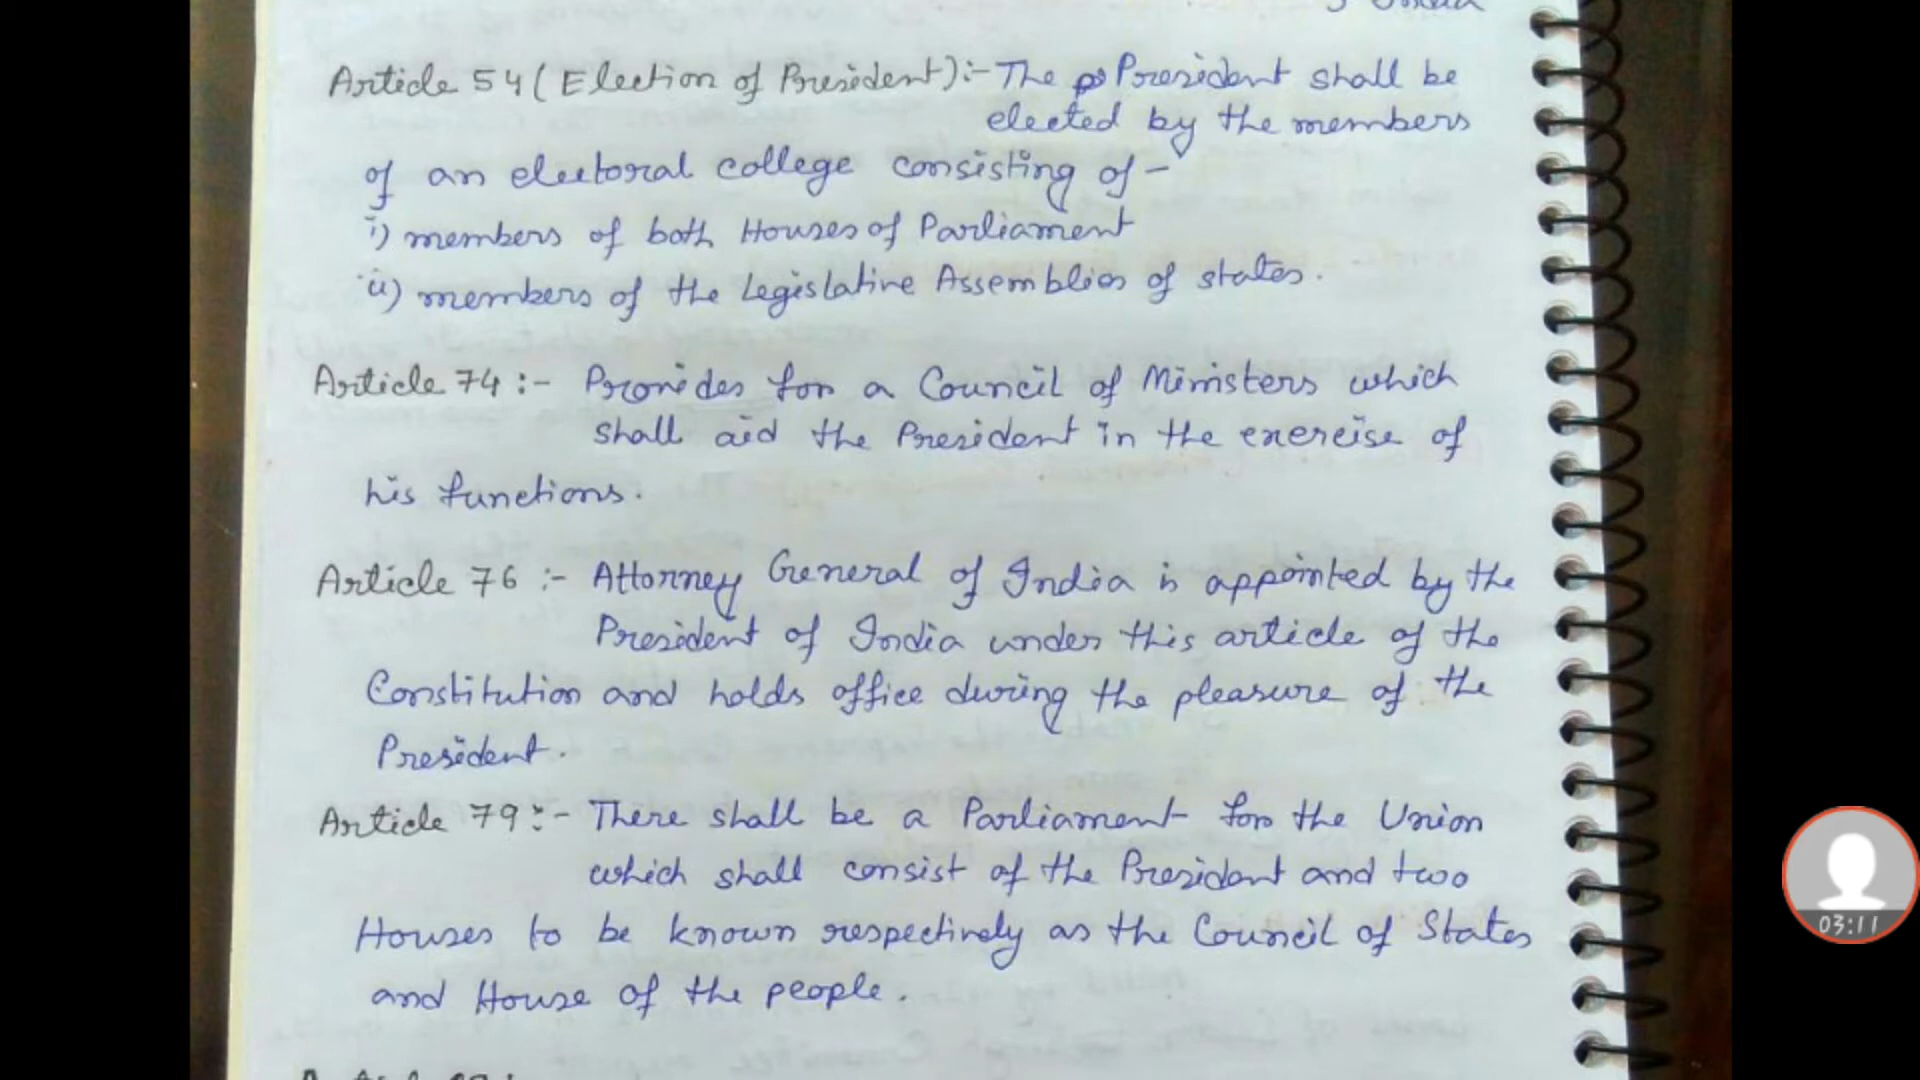 Article 54 (Election of President) :- The President shall be
elected by the members
of an electoral college consisting of -
i) members of both Houses of Parliament
ii) members of the Legislative Assemblies of states.
Article 74 :- Provides for a Council of Ministers which
shall aid the President in the exercise of
his functions.
Article 76 :- Attorney General of India is appointed by the
President of India under this article of the
Constitution and holds office during the pleasure of the
President.
Article 79 :- There shall be a Parliament for the Union
which shall consist of the President and two
Houses to be known respectively as the Council of States
and House of the people.
03:11